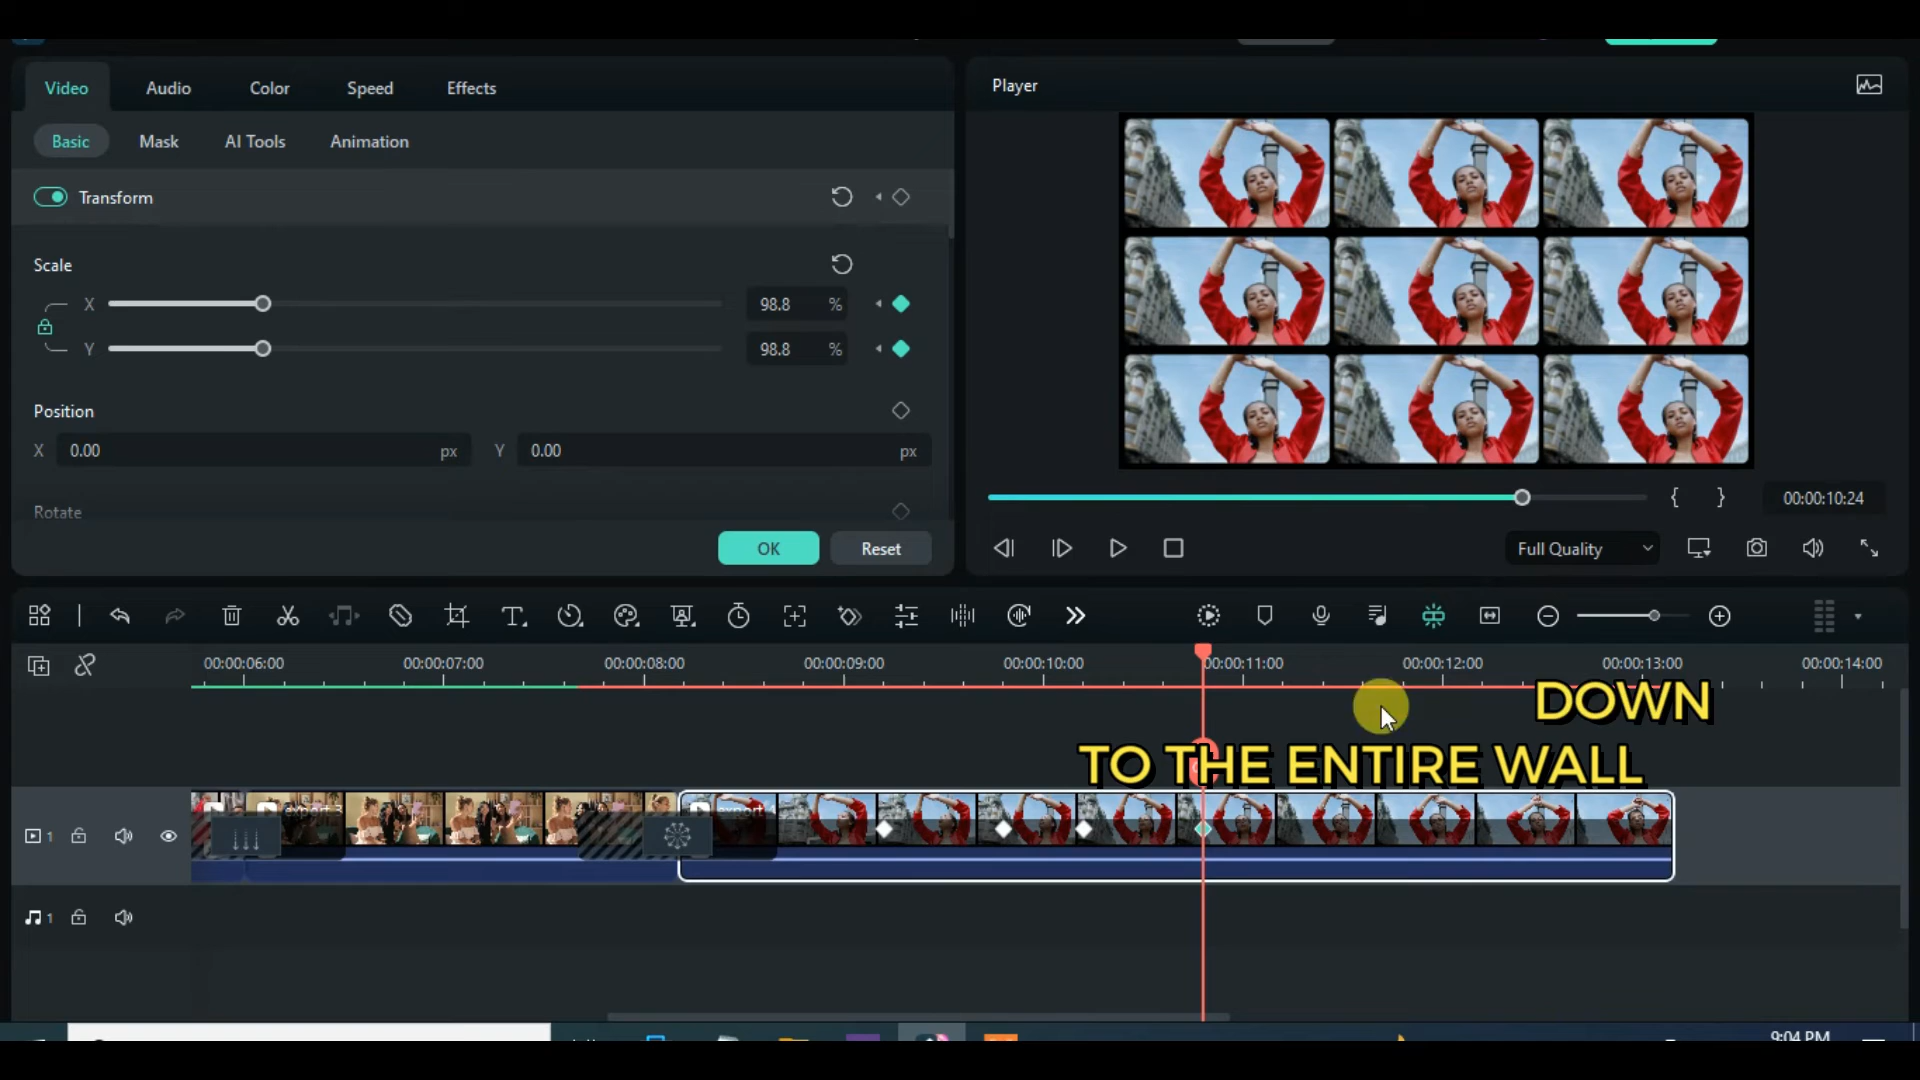 Video Audio Color Speed Effects
Player
Basic Mask AI Tools Animation
Transform
Scale
X 98.8 %
Y 98.8 %
Position
X 0.00 px Y 0.00 px
00:00:10:24
Rotate
OK Reset
Full Quality
00:00:06:00 00:00:07:00 00:00:08:00 00:00:09:00 00:00:10:00 00:00:11:00 00:00:12:00 00:00:13:00 00:00:14:00
DOWN
TO THE ENTIRE WALL
export 3
1
1
9:04 PM